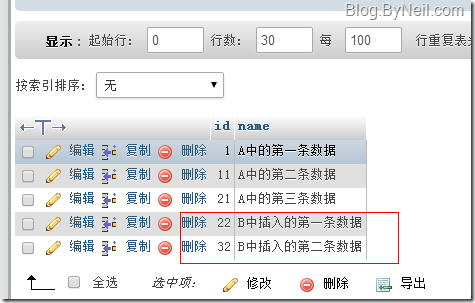 Blog.ByNeil.com
显示：起始行： 0 行数： 30 每 100 行重复表头
按索引排序： 无
id name
编辑 复制 删除 1 A中的第一条数据
编辑 复制 删除 11 A中的第二条数据
编辑 复制 删除 21 A中的第三条数据
编辑 复制 删除 22 B中插入的第一条数据
编辑 复制 删除 32 B中插入的第二条数据
全选 选中项： 修改 删除 导出